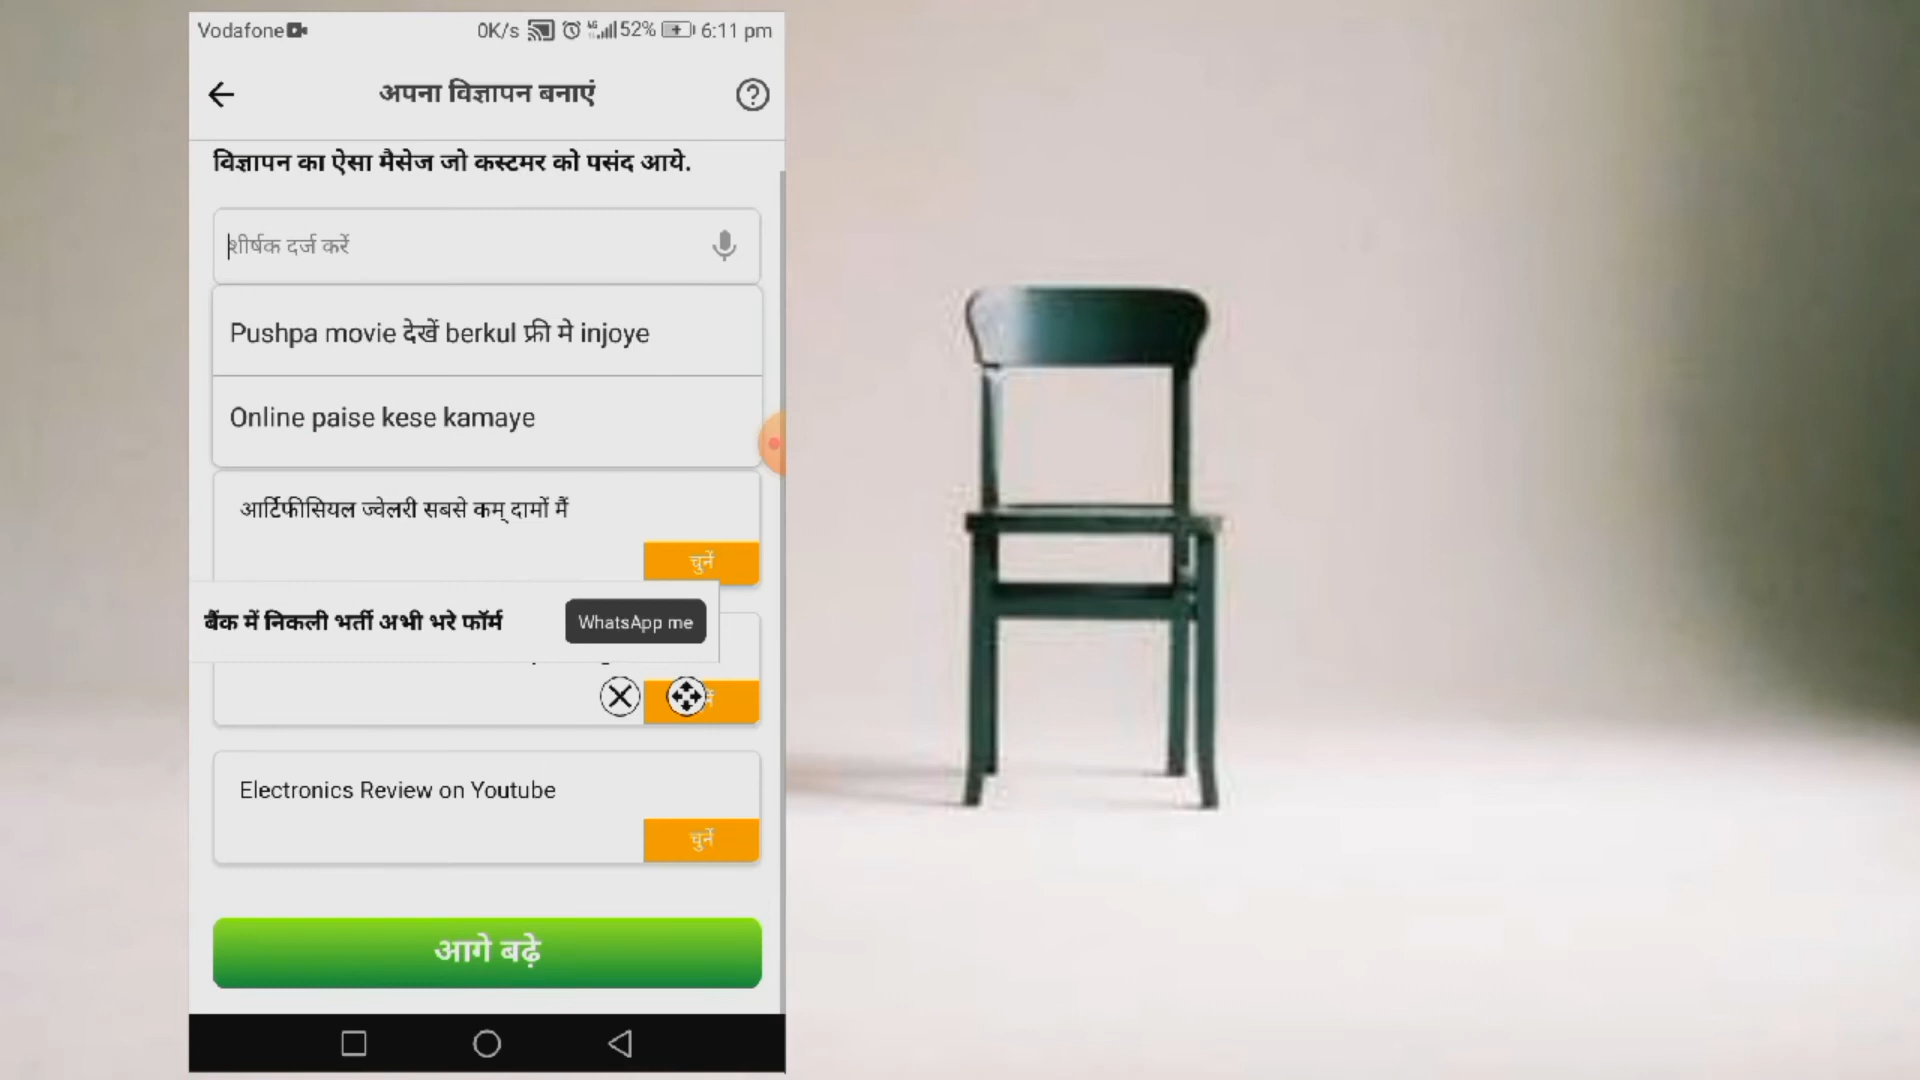 Vodafone
0K/s 4G 52% 6:11 pm
अपना विज्ञापन बनाएं
विज्ञापन का ऐसा मैसेज जो कस्टमर को पसंद आये.
शीर्षक दर्ज करें
Pushpa movie देखें berkul फ्री मे injoye
Online paise kese kamaye
आर्टिफीसियल ज्वेलरी सबसे कम् दामों मैं
चुनें
बैंक में निकली भर्ती अभी भरे फॉर्म
WhatsApp me
Electronics Review on Youtube
चुनें
आगे बढ़े